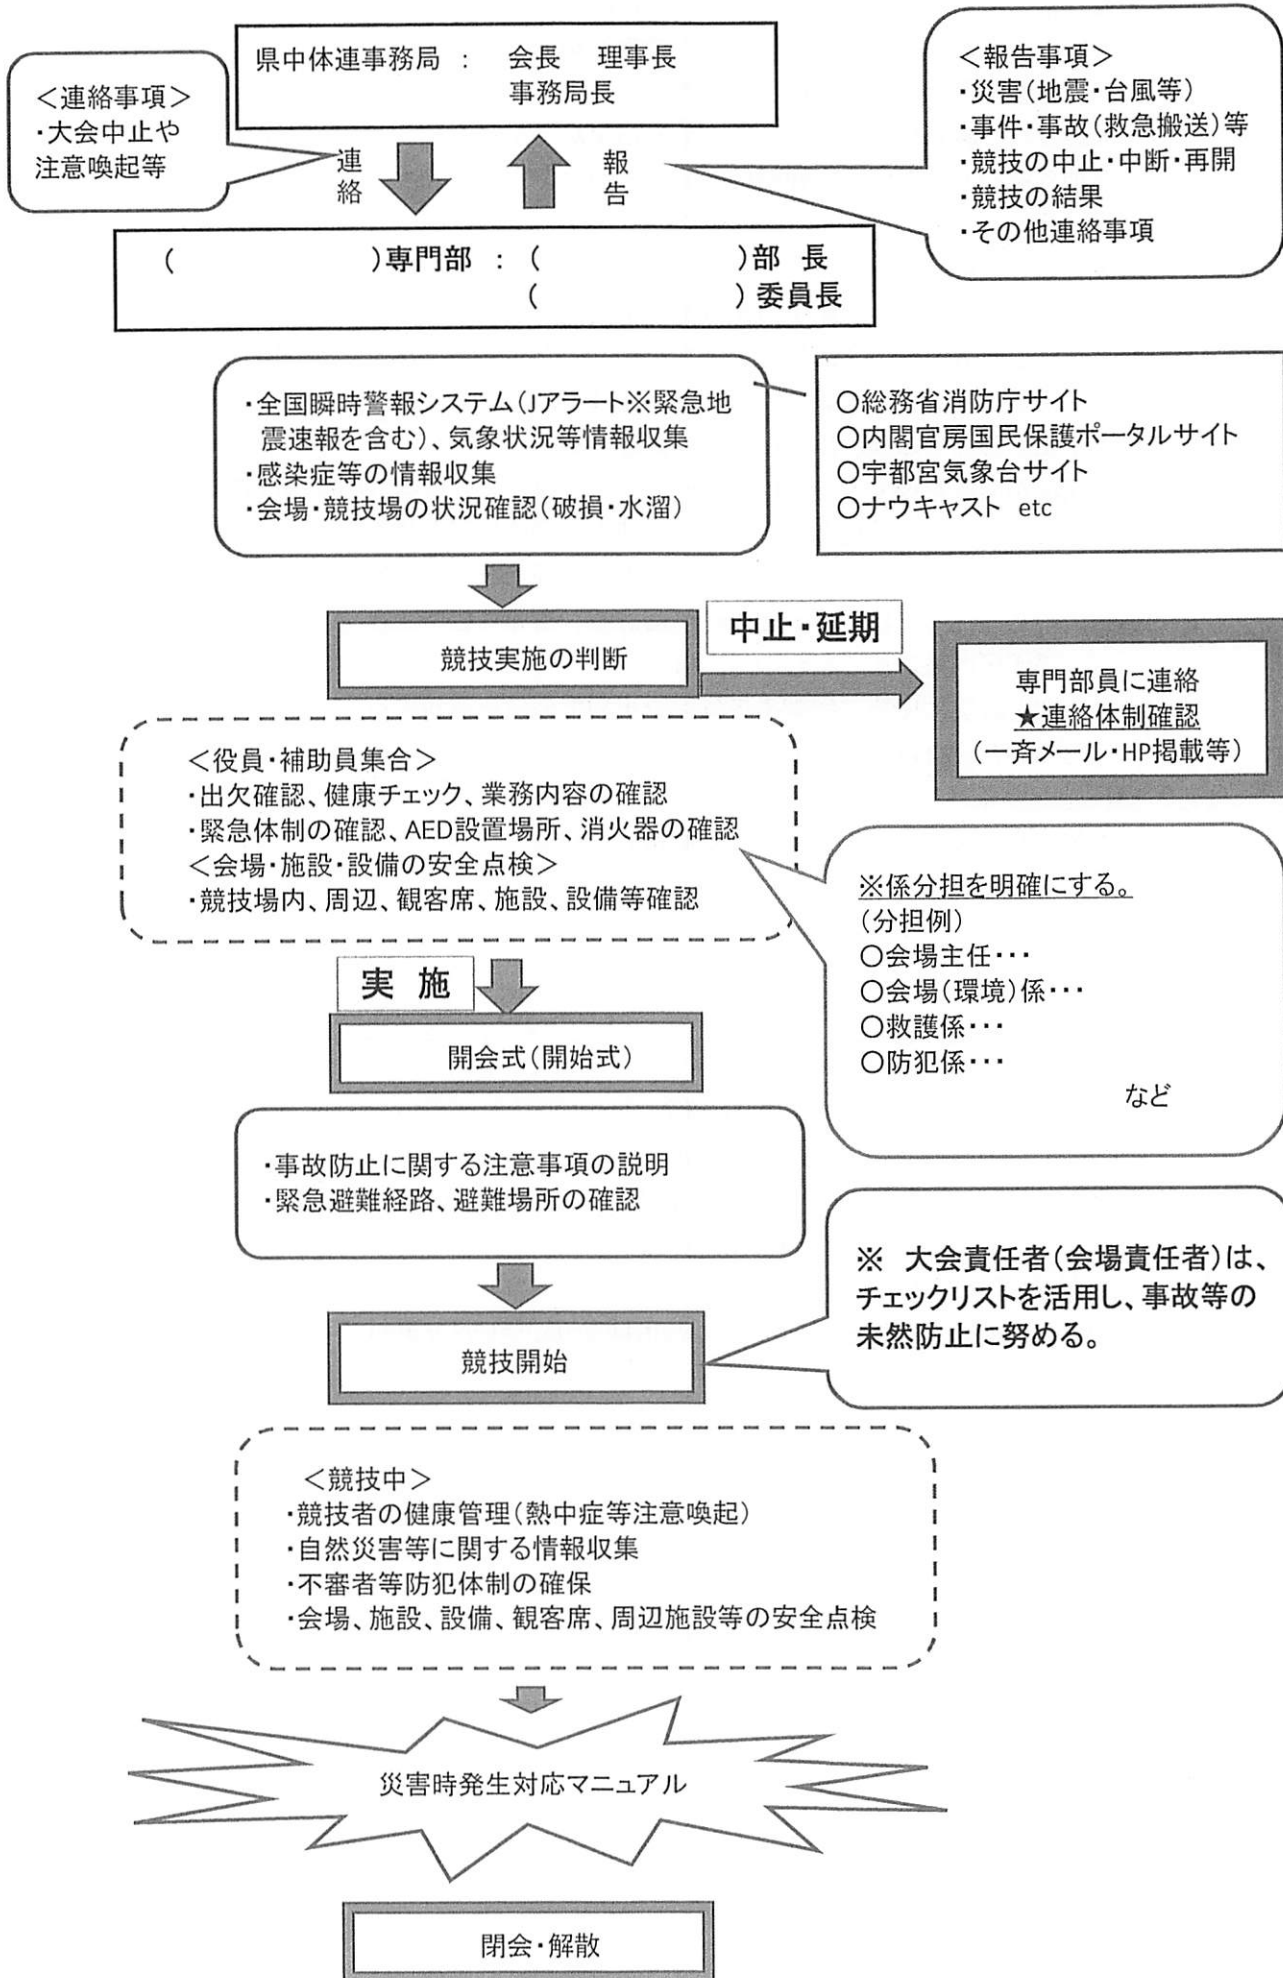 県中体連事務局 : 会長 理事長
事務局長
<連絡事項>
・大会中止や
注意喚起等
連絡
報告
<報告事項>
・災害(地震・台風等)
・事件・事故(救急搬送)等
・競技の中止・中断・再開
・競技の結果
・その他連絡事項
( )専門部 : ( )部 長
( )委員長
・全国瞬時警報システム(Jアラート※緊急地
震速報を含む)、気象状況等情報収集
・感染症等の情報収集
・会場・競技場の状況確認(破損・水溜)
○総務省消防庁サイト
○内閣官房国民保護ポータルサイト
○宇都宮気象台サイト
○ナウキャスト etc
競技実施の判断
中止・延期
専門部員に連絡
★連絡体制確認
(一斉メール・HP掲載等)
<役員・補助員集合>
・出欠確認、健康チェック、業務内容の確認
・緊急体制の確認、AED設置場所、消火器の確認
<会場・施設・設備の安全点検>
・競技場内、周辺、観客席、施設、設備等確認
※係分担を明確にする。
(分担例)
○会場主任・・・
○会場(環境)係・・・
○救護係・・・
○防犯係・・・
など
実 施
開会式(開始式)
・事故防止に関する注意事項の説明
・緊急避難経路、避難場所の確認
※ 大会責任者(会場責任者)は、
チェックリストを活用し、事故等の
未然防止に努める。
競技開始
<競技中>
・競技者の健康管理(熱中症等注意喚起)
・自然災害等に関する情報収集
・不審者等防犯体制の確保
・会場、施設、設備、観客席、周辺施設等の安全点検
災害時発生対応マニュアル
閉会・解散